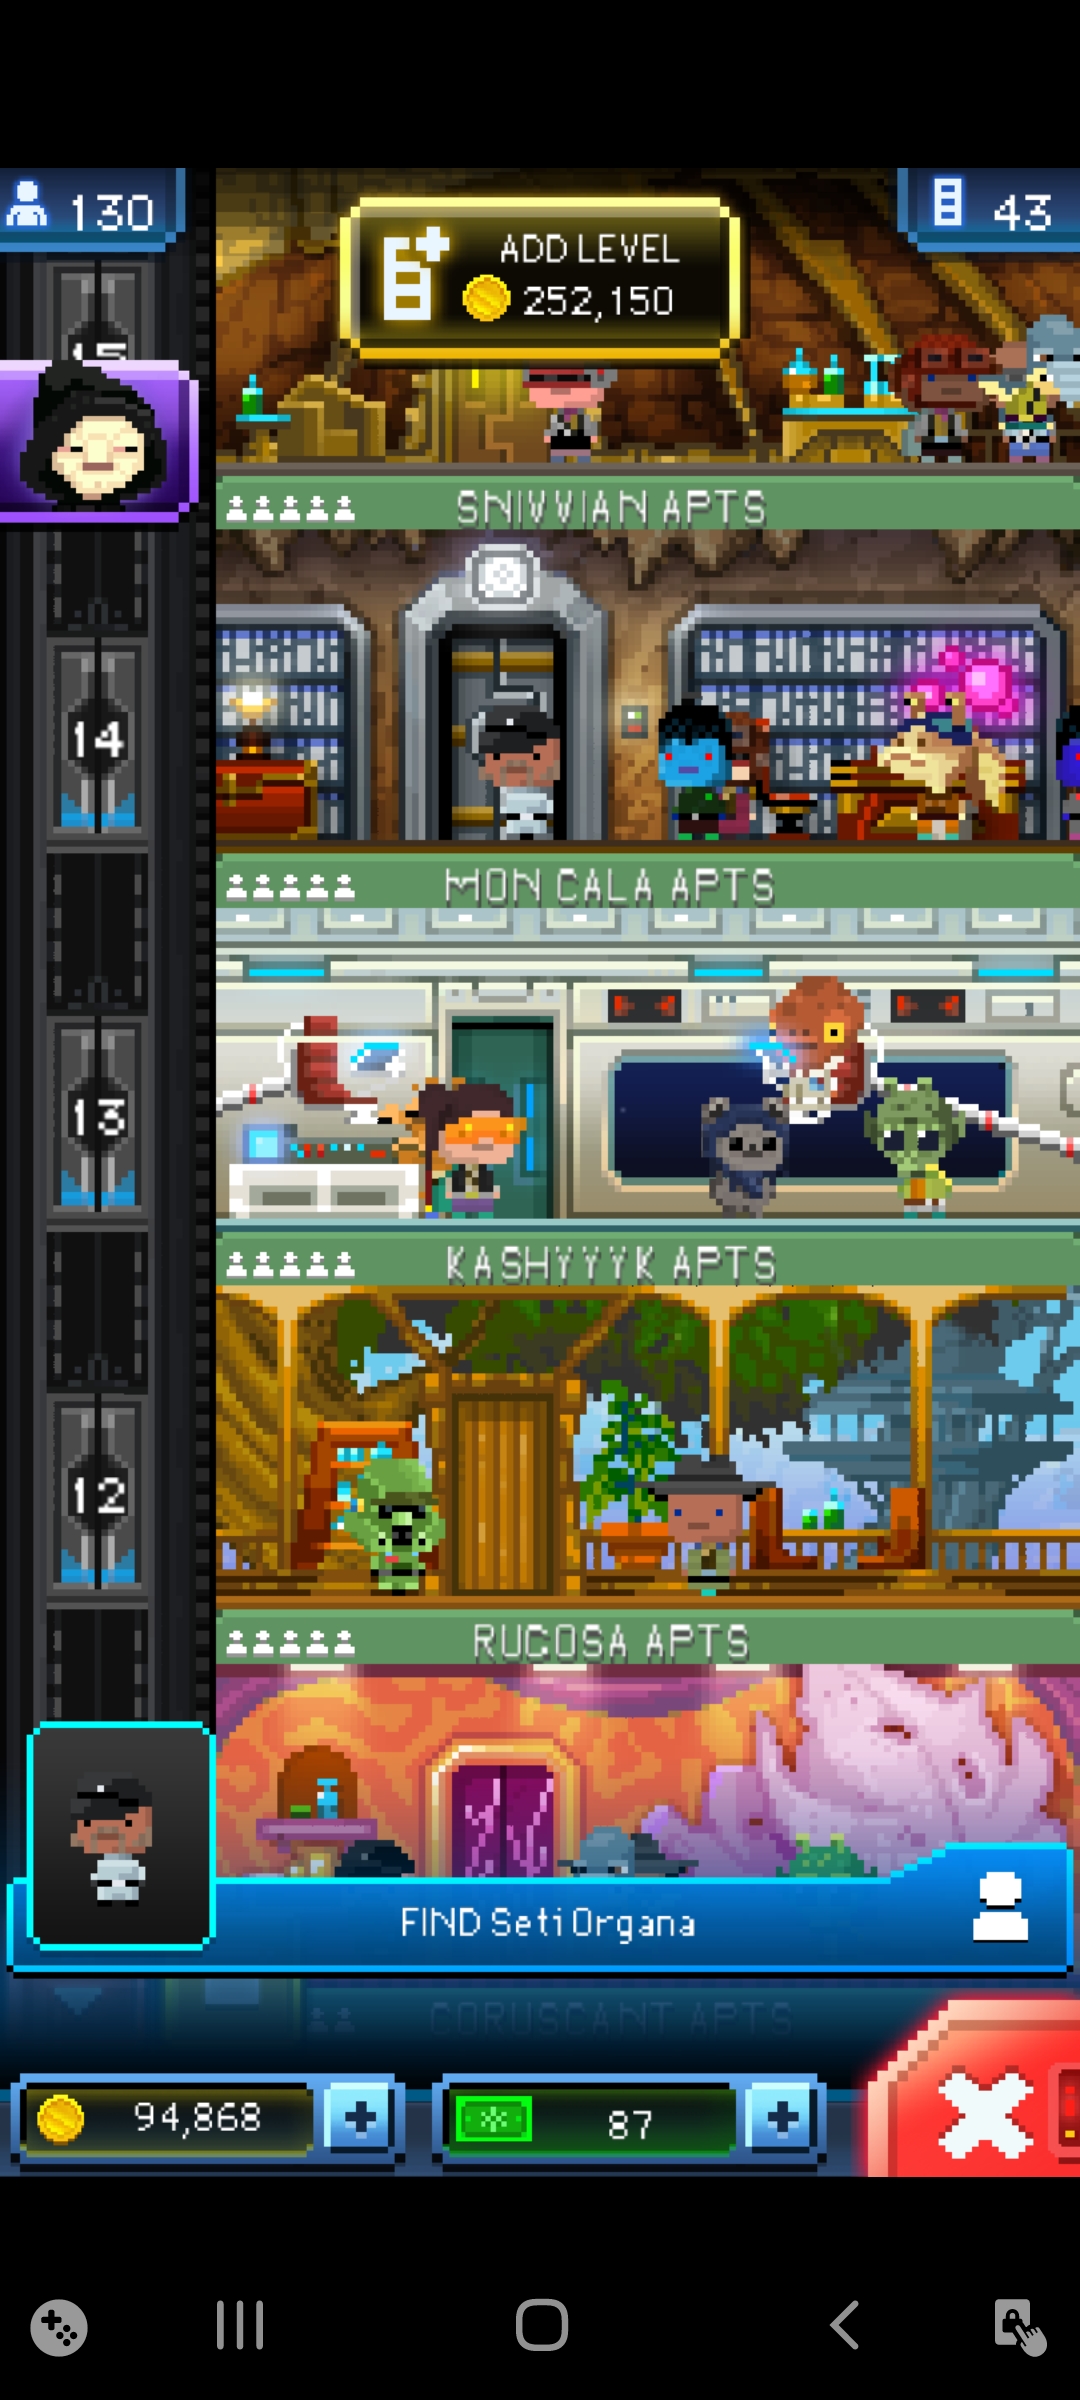 130
ADD LEVEL
252,150
43
15
SNIVVIAN APTS
14
MON CALA APTS
13
KASHYYYK APTS
12
RUCOSA APTS
FIND Seti Organa
CORUSCANT APTS
94,868
87